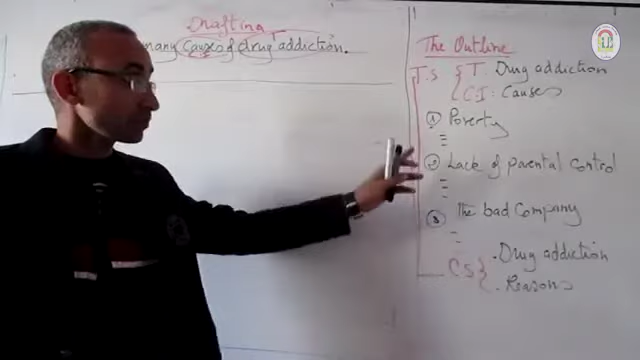 Drafting
many causes of drug addiction.
The Outline
T.S { T: Drug addiction
C.I: Causes
① Poverty
② Lack of parental control
③ The bad Company
C.S { . Drug addiction
. Reasons